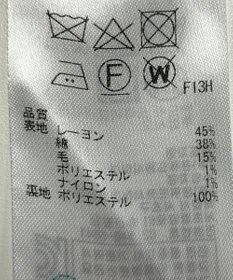 F
W
F13H
品質
表地 レーヨン 45%
綿 38%
毛 15%
ポリエステル 1%
ナイロン 1%
裏地 ポリエステル 100%